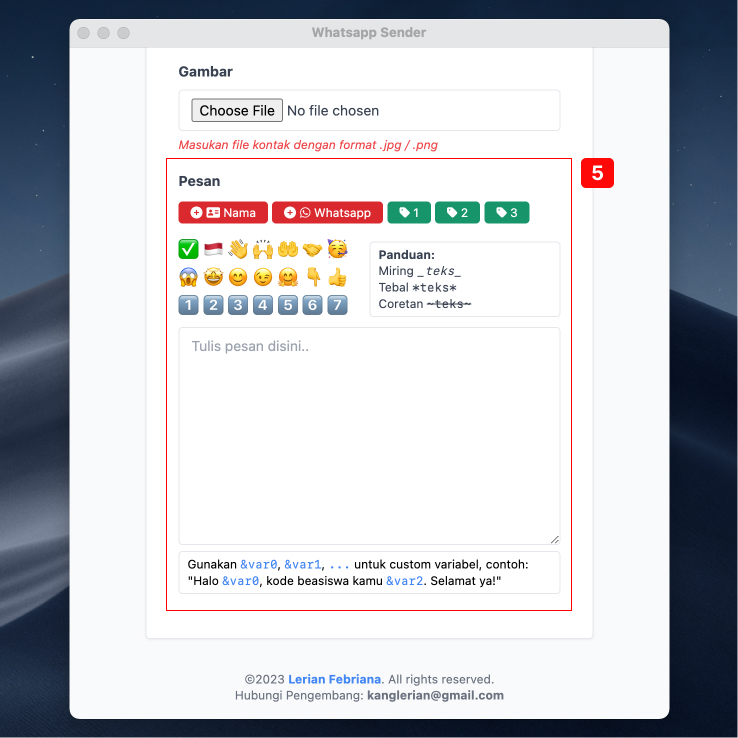 Whatsapp Sender
Gambar
Choose File No file chosen
Masukan file kontak dengan format .jpg / .png
5
Pesan
Nama Whatsapp 1 2 3
Panduan:
Miring _teks_
Tebal *teks*
Coretan ~teks~
1 2 3 4 5 6 7
Tulis pesan disini..
Gunakan &var0, &var1, ... untuk custom variabel, contoh:
"Halo &var0, kode beasiswa kamu &var2. Selamat ya!"
©2023 Lerian Febriana. All rights reserved.
Hubungi Pengembang: kanglerian@gmail.com